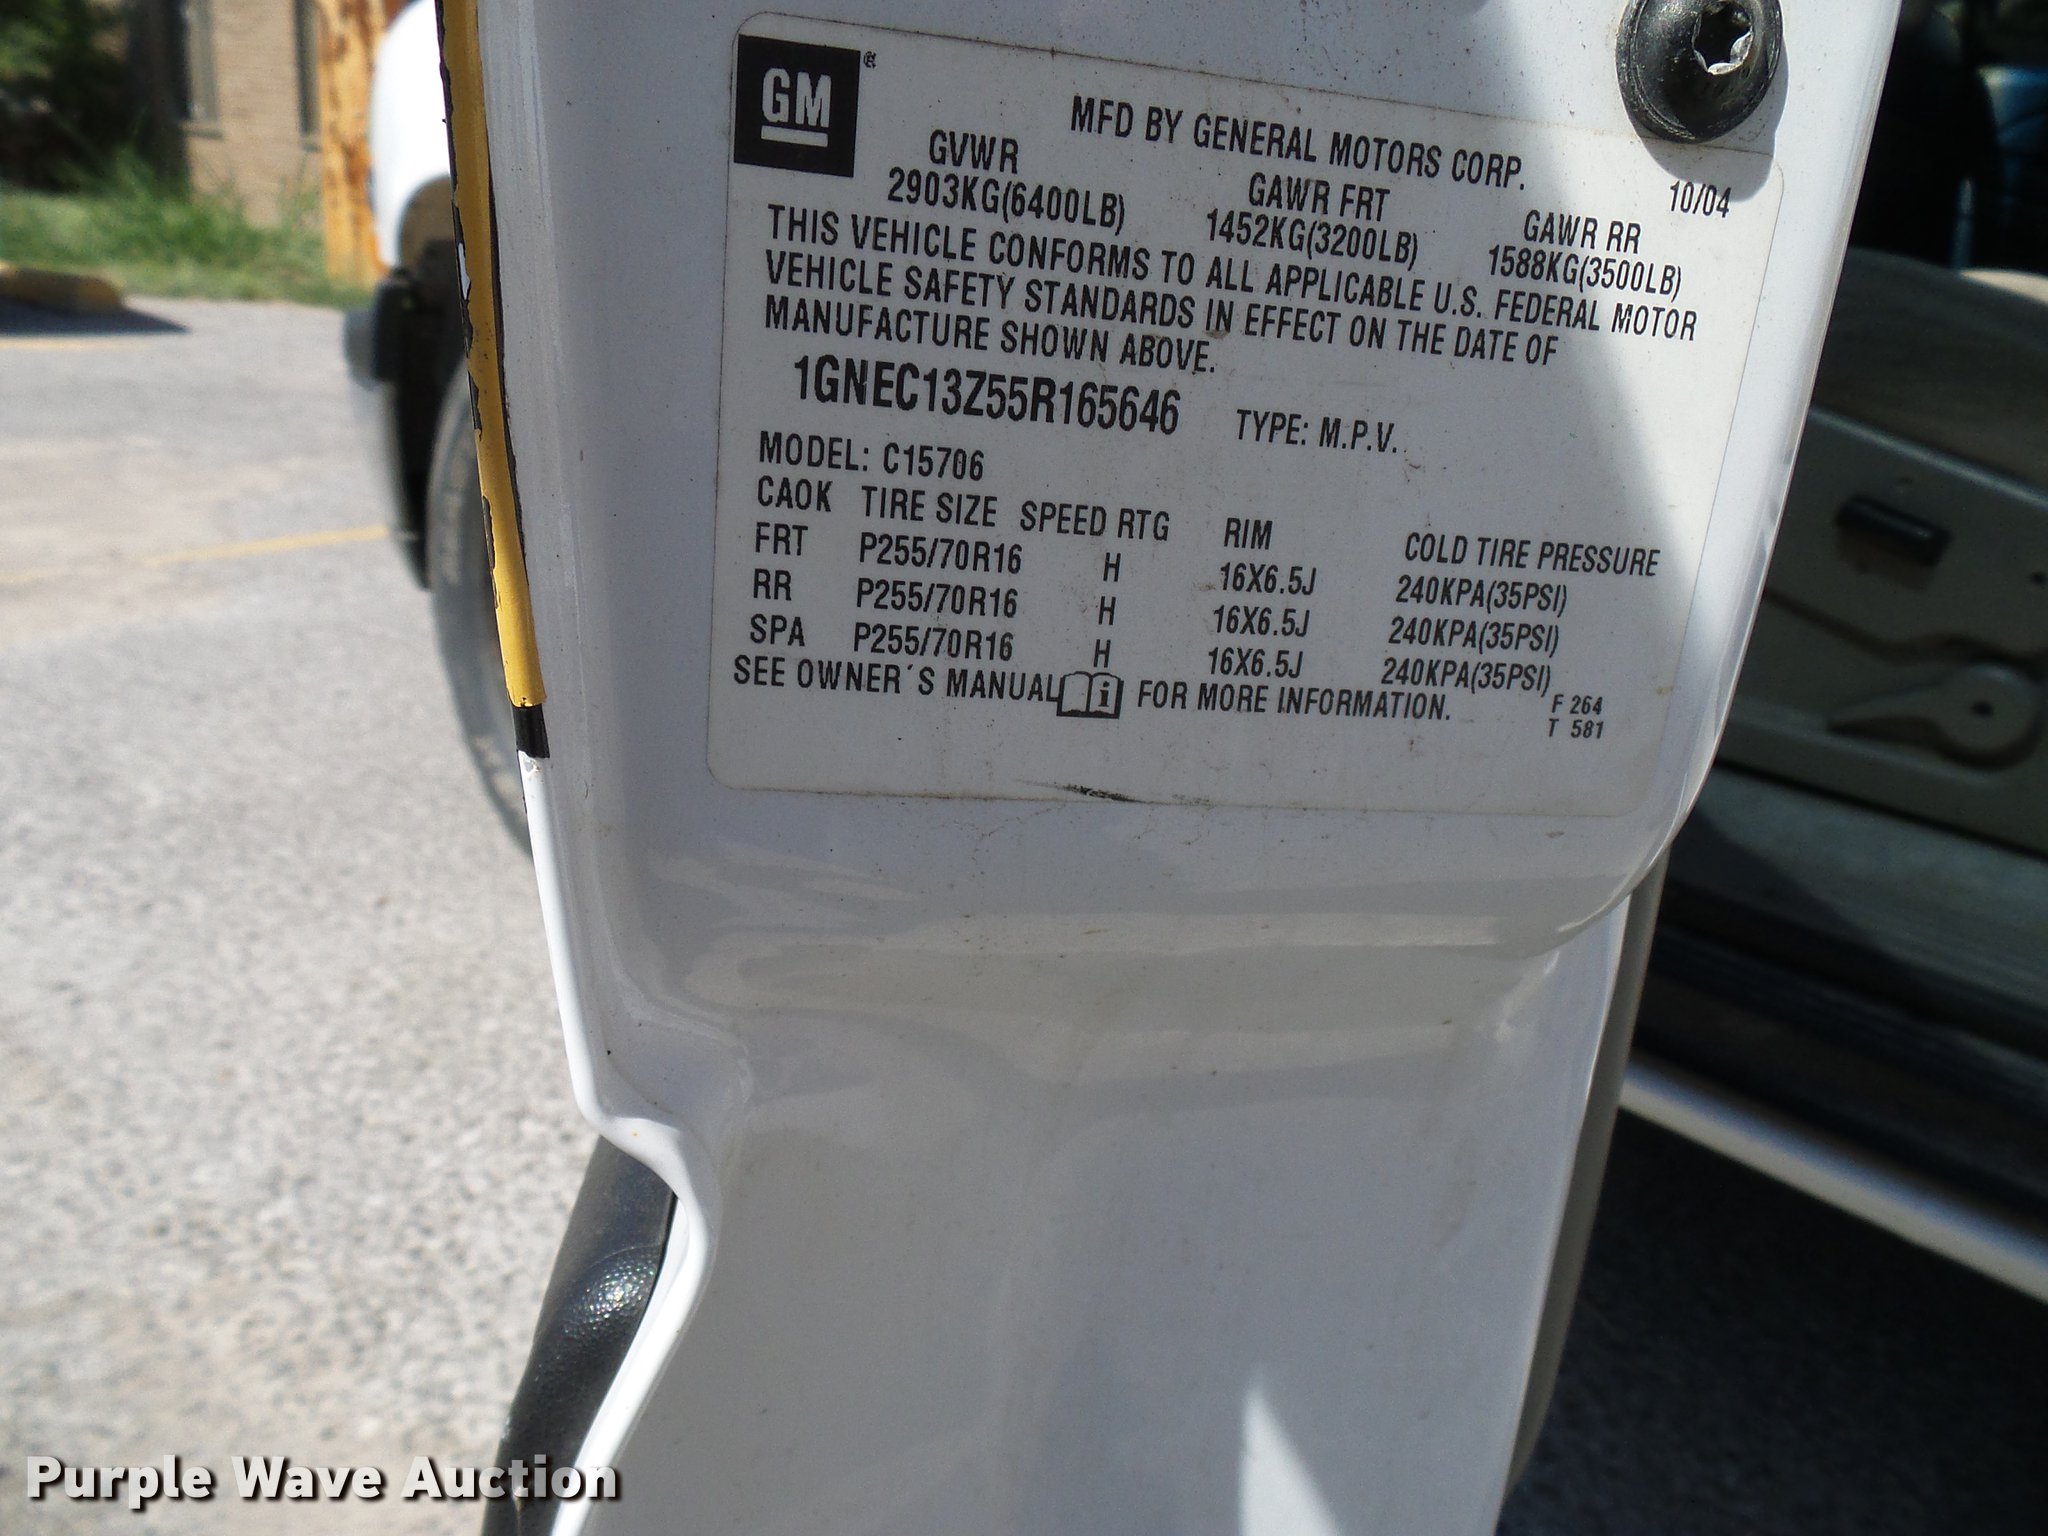 GM®
MFD BY GENERAL MOTORS CORP.
10/04
GVWR GAWR FRT GAWR RR
2903KG(6400LB) 1452KG(3200LB) 1588KG(3500LB)
THIS VEHICLE CONFORMS TO ALL APPLICABLE U.S. FEDERAL MOTOR
VEHICLE SAFETY STANDARDS IN EFFECT ON THE DATE OF
MANUFACTURE SHOWN ABOVE.
1GNEC13Z55R165646 TYPE: M.P.V.
MODEL: C15706
CAOK TIRE SIZE SPEED RTG RIM COLD TIRE PRESSURE
FRT P255/70R16 H 16X6.5J 240KPA(35PSI)
RR P255/70R16 H 16X6.5J 240KPA(35PSI)
SPA P255/70R16 H 16X6.5J 240KPA(35PSI)
SEE OWNER´S MANUAL i FOR MORE INFORMATION.
F 264
T 581
Purple Wave Auction